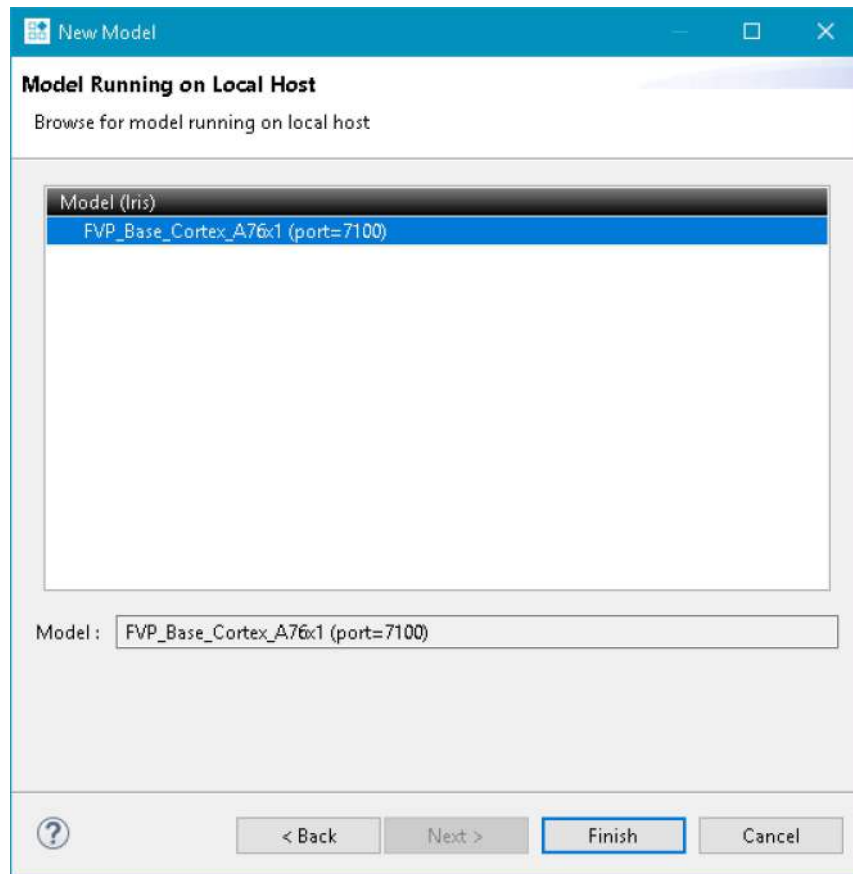 New Model
Model Running on Local Host
Browse for model running on local host
Model (Iris)
FVP_Base_Cortex_A76x1 (port=7100)
Model : FVP_Base_Cortex_A76x1 (port=7100)
? < Back Next > Finish Cancel